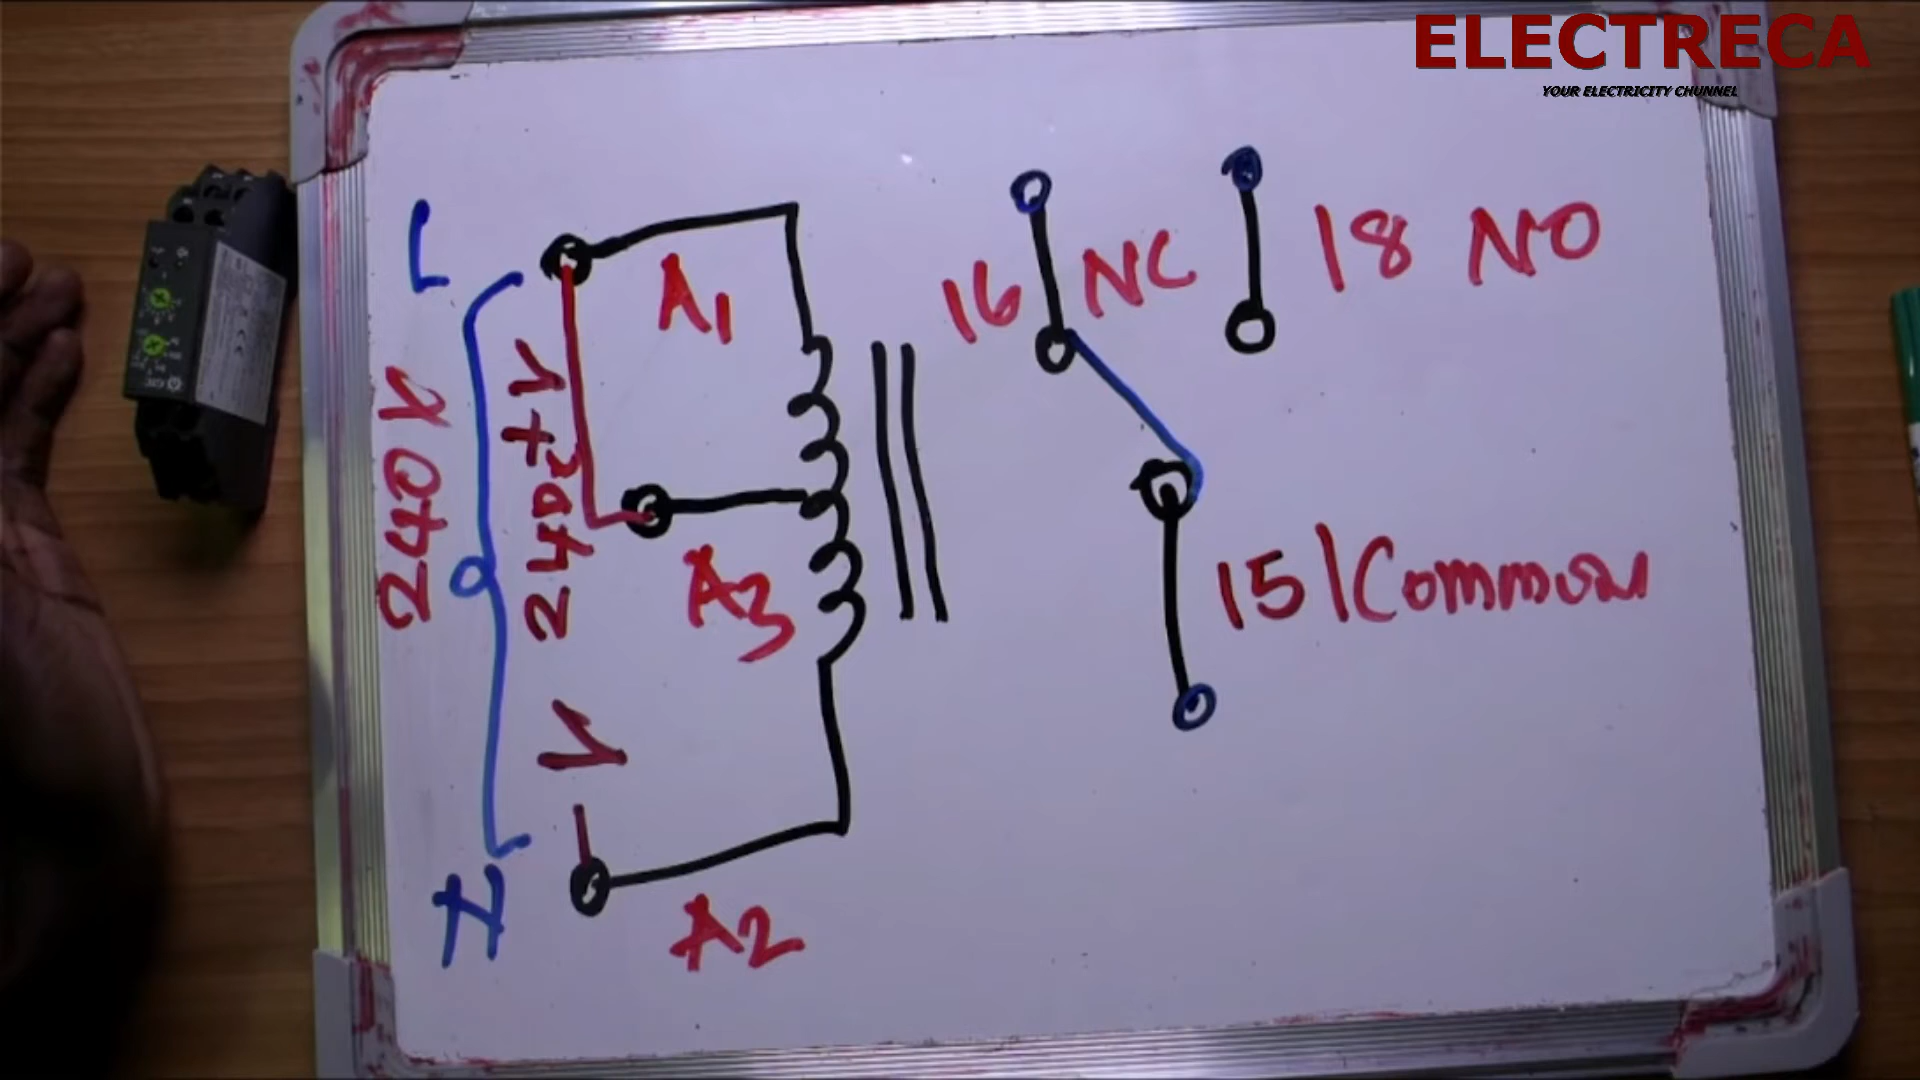 ELECTRECA
YOUR ELECTRICITY CHUNNEL
L
A1
240V
24DC+V
A3
V
N
A2
16 NC
18 NO
15/Common